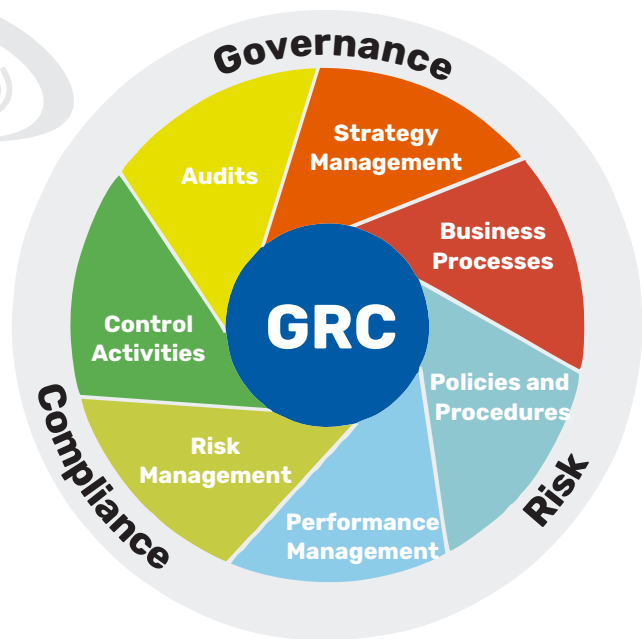 Governance
Strategy
Management
Audits
Business
Processes
GRC
Control
Activities
Policies and
Procedures
Risk
Management
Performance
Management
Compliance
Risk